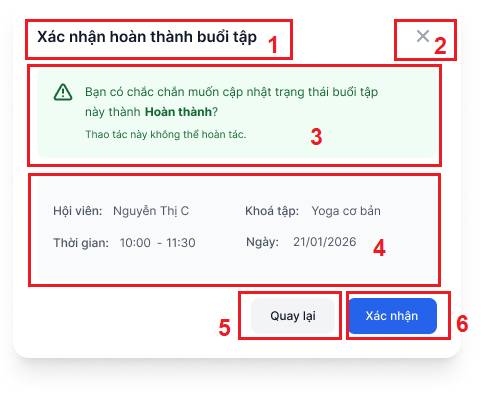 Xác nhận hoàn thành buổi tập 1
2
Bạn có chắc chắn muốn cập nhật trạng thái buổi tập
này thành Hoàn thành?
Thao tác này không thể hoàn tác.
3
Hội viên: Nguyễn Thị C Khoá tập: Yoga cơ bản
Thời gian: 10:00 - 11:30 Ngày: 21/01/2026
4
5 Quay lại Xác nhận 6